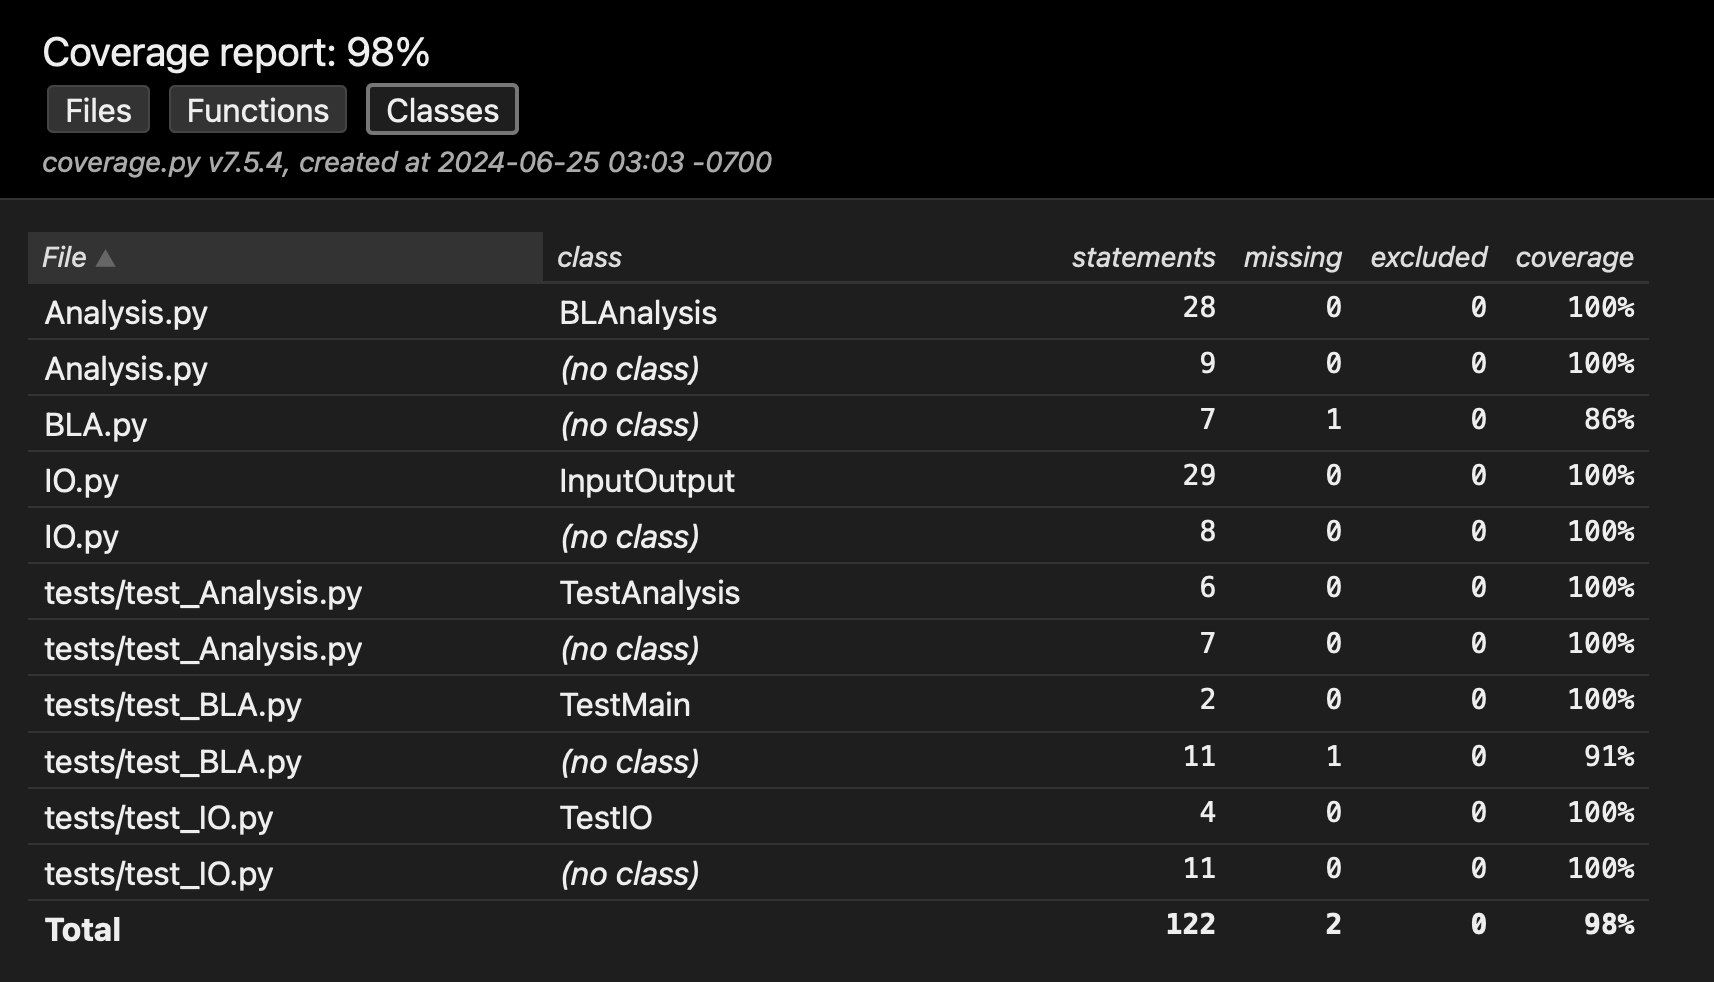 Coverage report: 98%
Files Functions Classes
coverage.py v7.5.4, created at 2024-06-25 03:03 -0700
File ▲ class statements missing excluded coverage
Analysis.py BLAnalysis 28 0 0 100%
Analysis.py (no class) 9 0 0 100%
BLA.py (no class) 7 1 0 86%
IO.py InputOutput 29 0 0 100%
IO.py (no class) 8 0 0 100%
tests/test_Analysis.py TestAnalysis 6 0 0 100%
tests/test_Analysis.py (no class) 7 0 0 100%
tests/test_BLA.py TestMain 2 0 0 100%
tests/test_BLA.py (no class) 11 1 0 91%
tests/test_IO.py TestIO 4 0 0 100%
tests/test_IO.py (no class) 11 0 0 100%
Total 122 2 0 98%